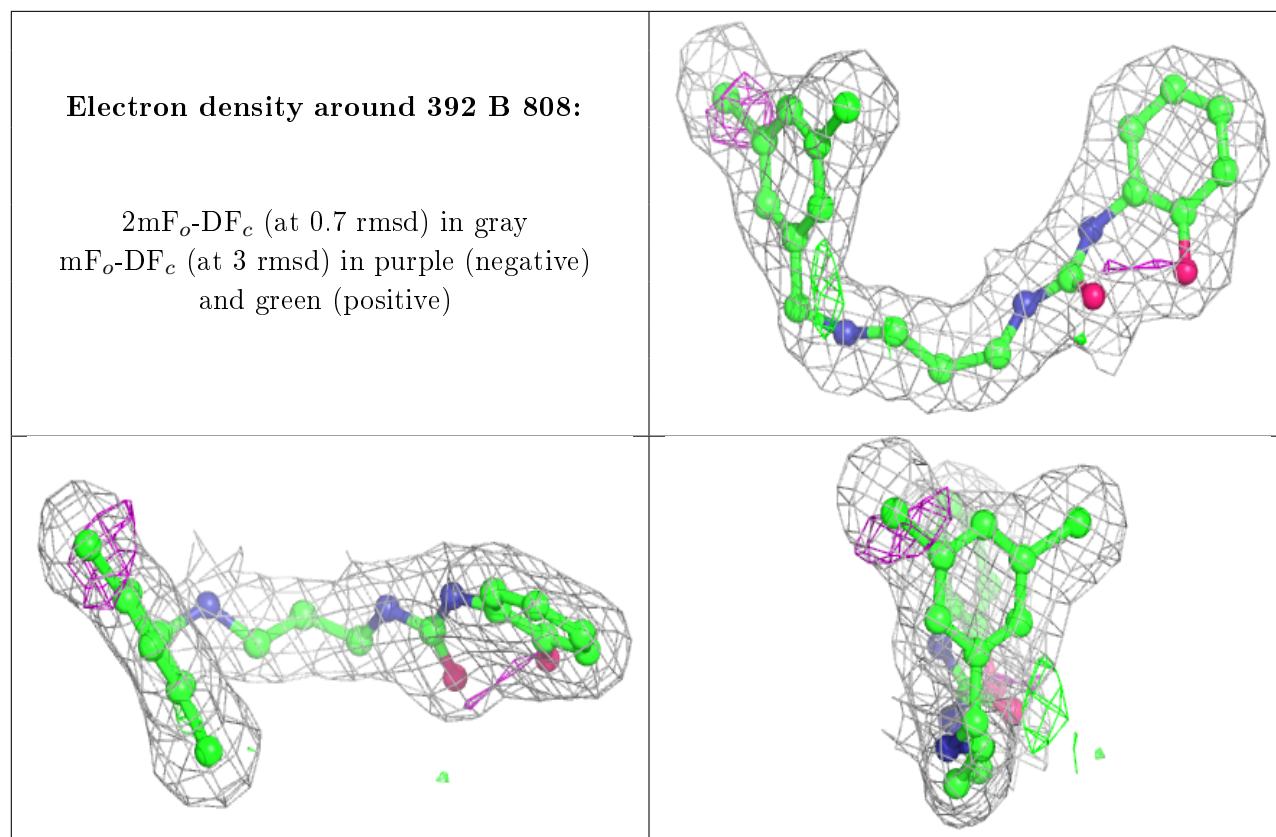 Electron density around 392 B 808:
2mFo-DFc (at 0.7 rmsd) in gray
mFo-DFc (at 3 rmsd) in purple (negative)
and green (positive)